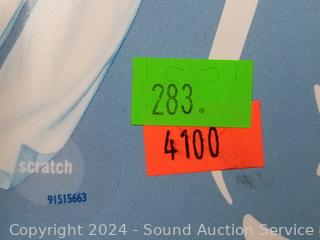 283.
4100
scratch
91515663
Copyright © 2024 - Sound Auction Service